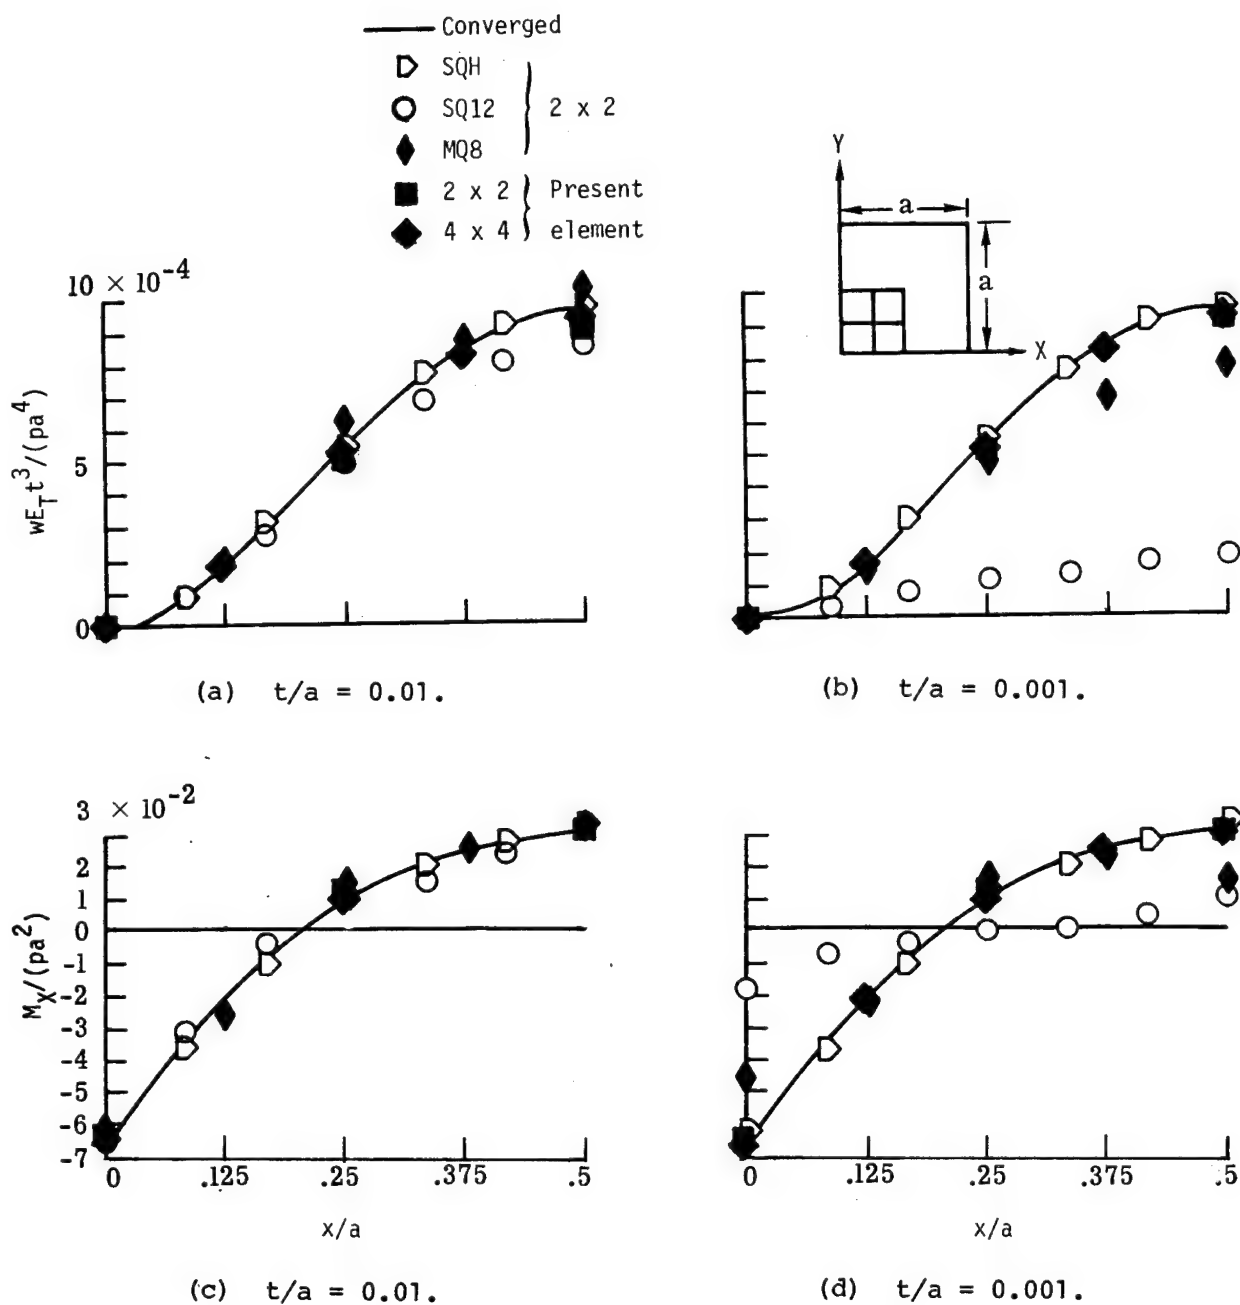 Converged
SQH
SQ12 2 x 2
MQ8
2 x 2 Present
4 x 4 element
Y
a
a
X
10 × 10⁻⁴
5
0
wE_T t³/(pa⁴)
(a) t/a = 0.01.
(b) t/a = 0.001.
3 × 10⁻²
2
1
0
-1
-2
-3
-4
-5
-6
-7
M_X/(pa²)
0 .125 .25 .375 .5
x/a
0 .125 .25 .375 .5
x/a
(c) t/a = 0.01.
(d) t/a = 0.001.